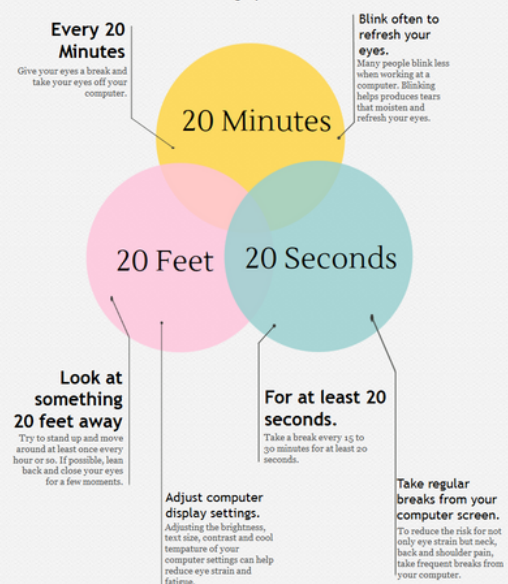 Every 20
Minutes
Give your eyes a break and
take your eyes off your
computer.
Blink often to
refresh your
eyes.
Many people blink less
when working at a
computer. Blinking
helps produces tears
that moisten and
refresh your eyes.
20 Minutes
20 Feet
20 Seconds
Look at
something
20 feet away
Try to stand up and move
around at least once every
hour or so. If possible, lean
back and close your eyes
for a few moments.
For at least 20
seconds.
Take a break every 15 to
30 minutes for at least 20
seconds.
Adjust computer
display settings.
Adjusting the brightness,
text size, contrast and cool
tempature of your
computer settings can help
reduce eye strain and
fatigue.
Take regular
breaks from your
computer screen.
To reduce the risk for not
only eye strain but neck,
back and shoulder pain,
take frequent breaks from
your computer.